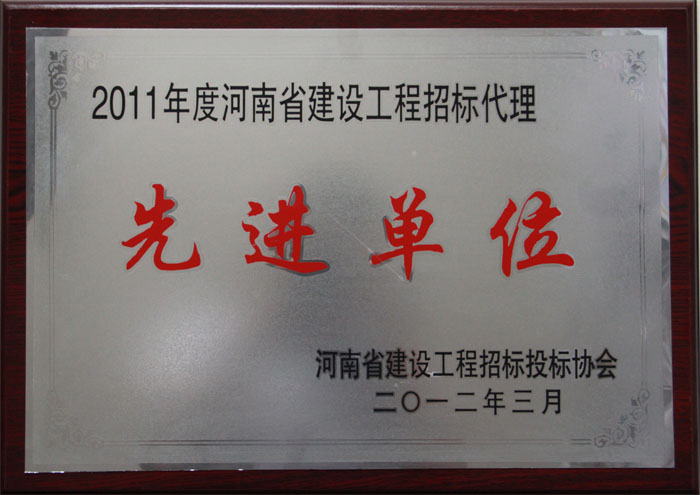 2011年度河南省建设工程招标代理
先进单位
河南省建设工程招标投标协会
二〇一二年三月